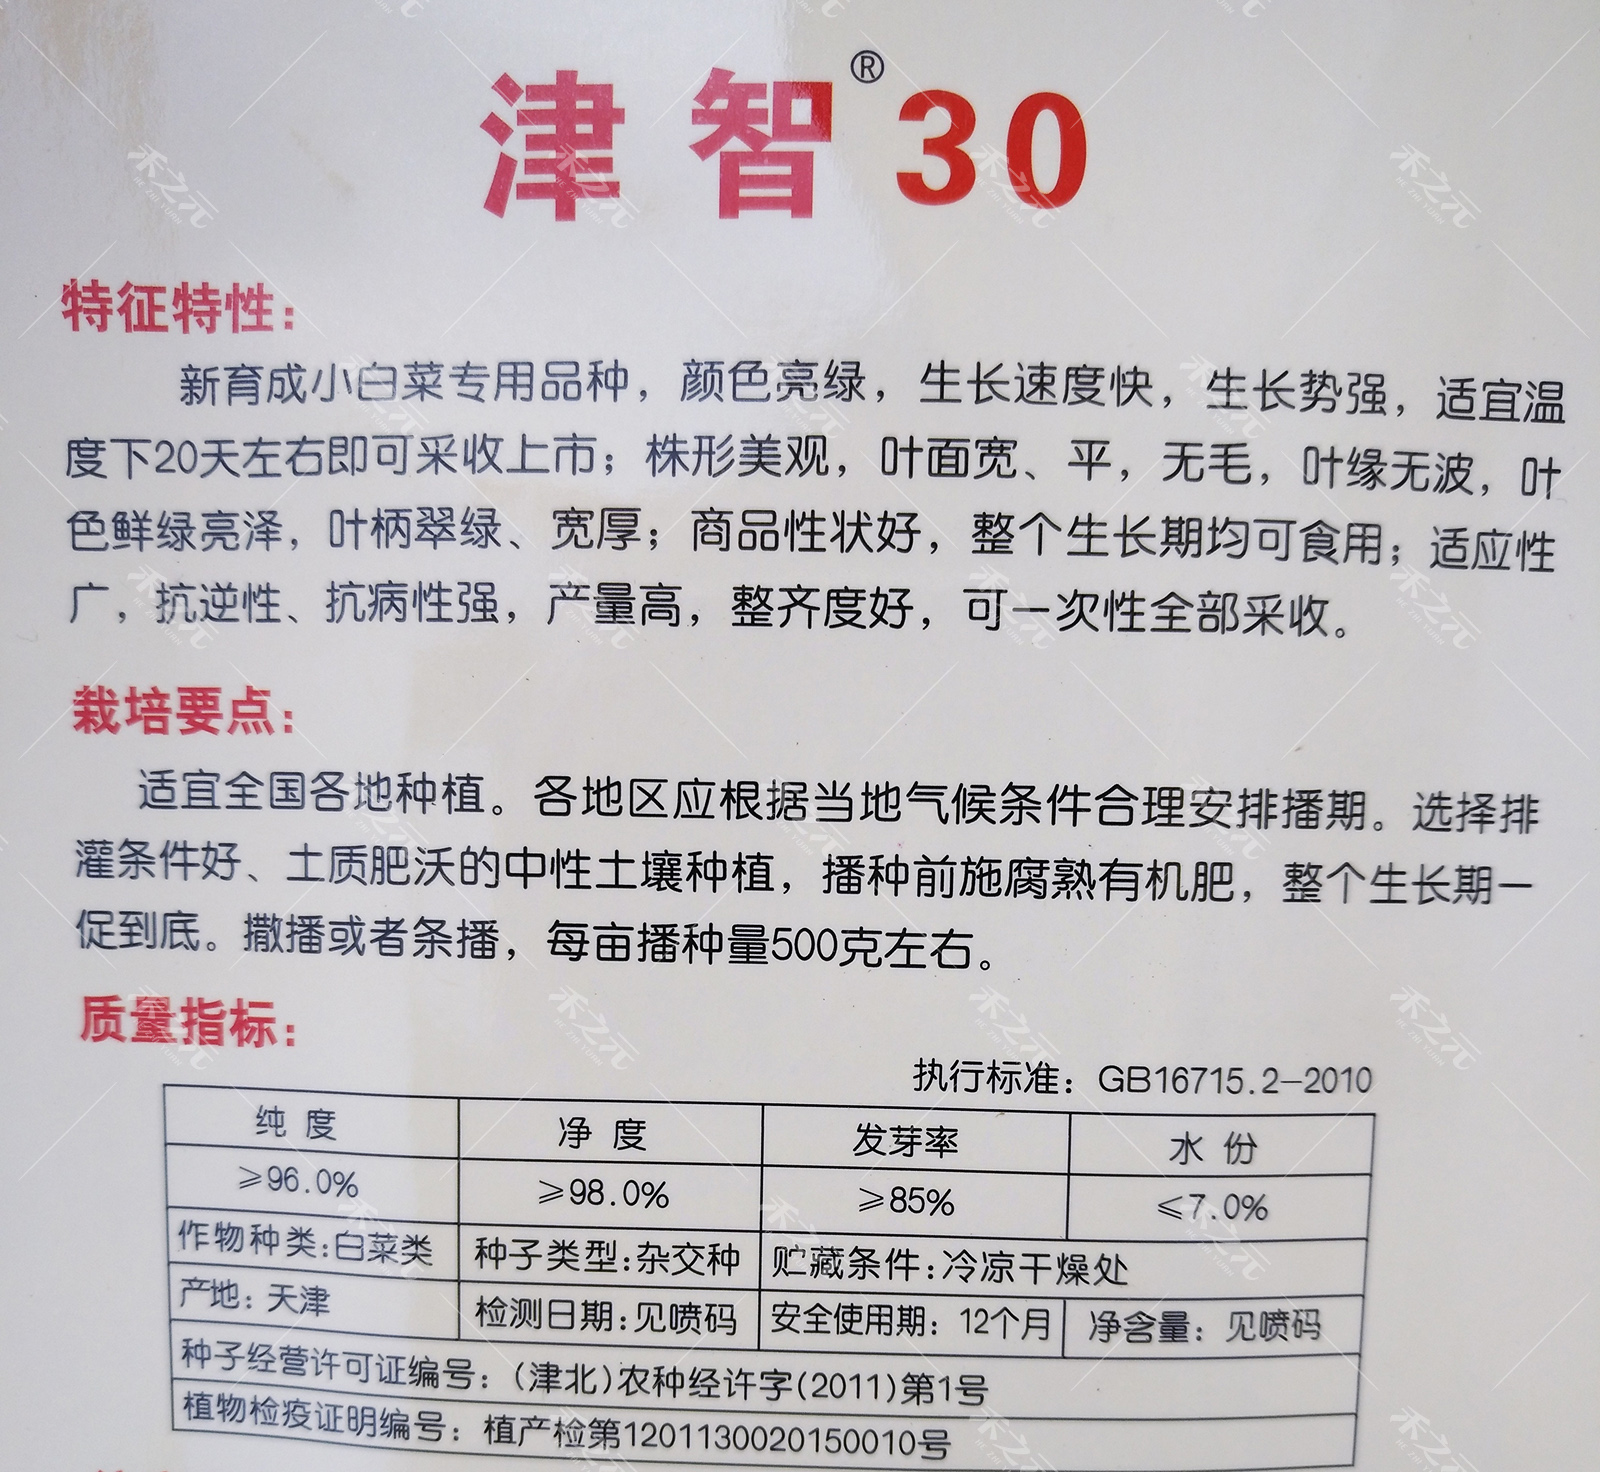 津智®30
特征特性：
新育成小白菜专用品种，颜色亮绿，生长速度快，生长势强，适宜温
度下20天左右即可采收上市；株形美观，叶面宽、平，无毛，叶缘无波，叶
色鲜绿亮泽，叶柄翠绿、宽厚；商品性状好，整个生长期均可食用；适应性
广，抗逆性、抗病性强，产量高，整齐度好，可一次性全部采收。
栽培要点：
适宜全国各地种植。各地区应根据当地气候条件合理安排播期。选择排
灌条件好、土质肥沃的中性土壤种植，播种前施腐熟有机肥，整个生长期一
促到底。撒播或者条播，每亩播种量500克左右。
质量指标：
执行标准：GB16715.2-2010
纯度 净度 发芽率 水份
≥96.0% ≥98.0% ≥85% ≤7.0%
作物种类:白菜类 种子类型:杂交种 贮藏条件:冷凉干燥处
产地：天津 检测日期:见喷码 安全使用期：12个月 净含量：见喷码
种子经营许可证编号：(津北)农种经许字(2011)第1号
植物检疫证明编号：植产检第1201130020150010号
禾之元
HE ZHI YUAN